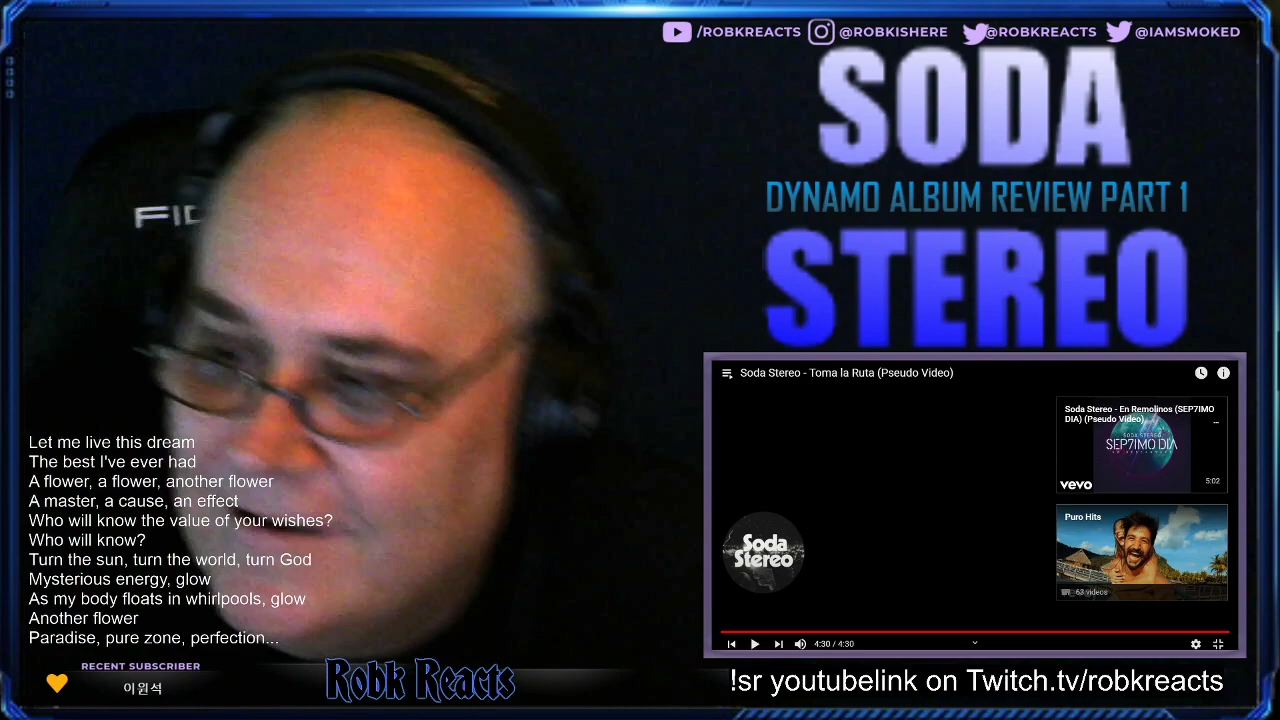 /ROBKREACTS @ROBKISHERE @ROBKREACTS @IAMSMOKED
SODA
DYNAMO ALBUM REVIEW PART 1
STEREO
FID
Soda Stereo - Toma la Ruta (Pseudo Video)
Soda Stereo - En Remolinos (SEP7IMO
DIA) (Pseudo Video)
SODA STEREO
SEP7IMO DIA
vevo
5:02
Puro Hits
63 videos
Soda
Stereo
4:30 / 4:30
Let me live this dream
The best I've ever had
A flower, a flower, another flower
A master, a cause, an effect
Who will know the value of your wishes?
Who will know?
Turn the sun, turn the world, turn God
Mysterious energy, glow
As my body floats in whirlpools, glow
Another flower
Paradise, pure zone, perfection...
RECENT SUBSCRIBER
이원석
Robk Reacts
!sr youtubelink on Twitch.tv/robkreacts